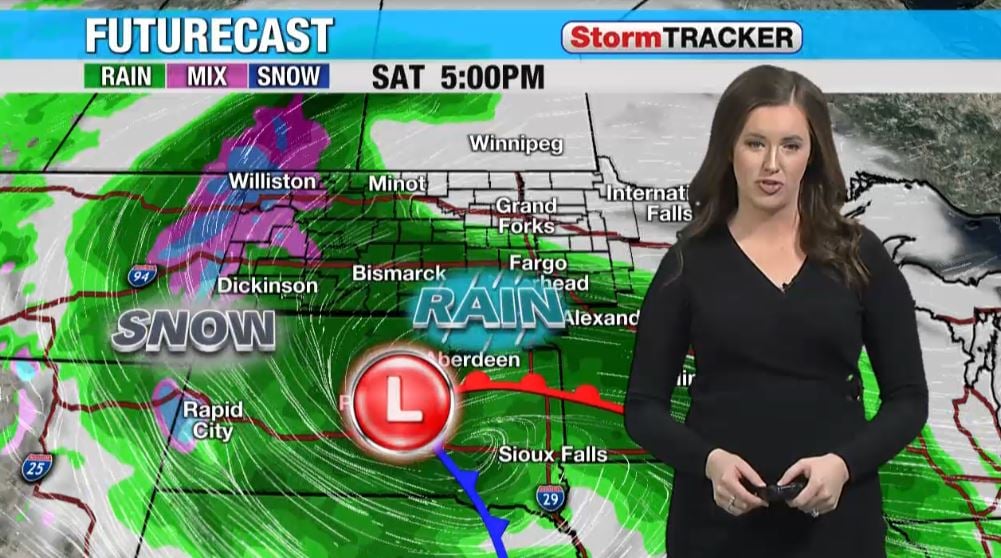 FUTURECAST
StormTRACKER
RAIN MIX SNOW SAT 5:00PM
Winnipeg
Williston
Minot
Internati
Falls
Grand
Forks
94
Dickinson
Bismarck
Fargo
head
SNOW
RAIN
Alexand
Aberdeen
L
Rapid
City
25
Sioux Falls
29